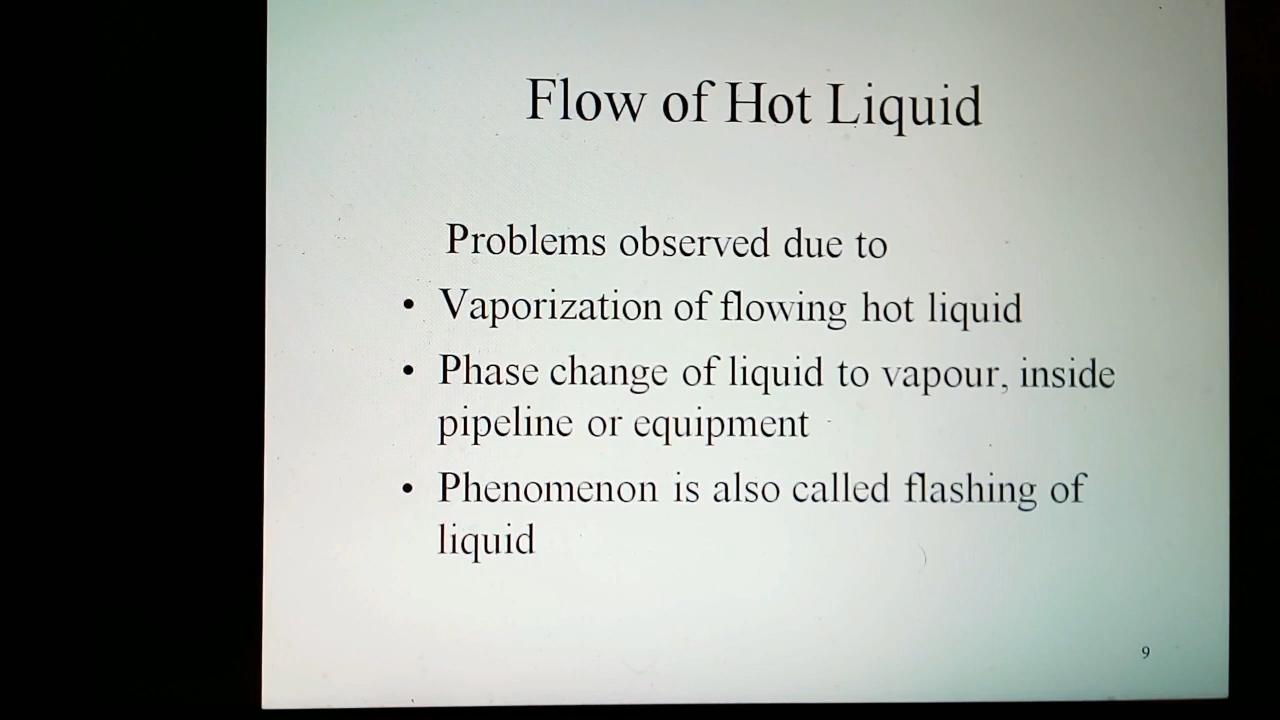 Flow of Hot Liquid
Problems observed due to
• Vaporization of flowing hot liquid
• Phase change of liquid to vapour, inside
pipeline or equipment
• Phenomenon is also called flashing of
liquid
9